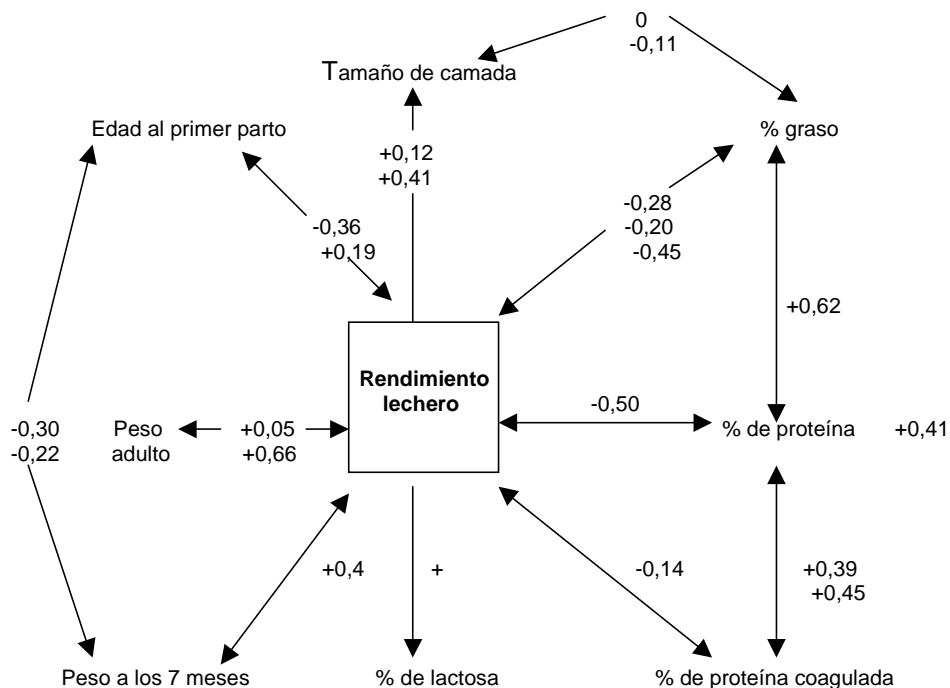 0
-0,11
Tamaño de camada
Edad al primer parto
% graso
+0,12
+0,41
-0,28
-0,20
-0,45
-0,36
+0,19
+0,62
Rendimiento
lechero
-0,50
-0,30
-0,22
Peso
adulto
+0,05
+0,66
% de proteína
+0,41
+0,4
+
-0,14
+0,39
+0,45
Peso a los 7 meses
% de lactosa
% de proteína coagulada